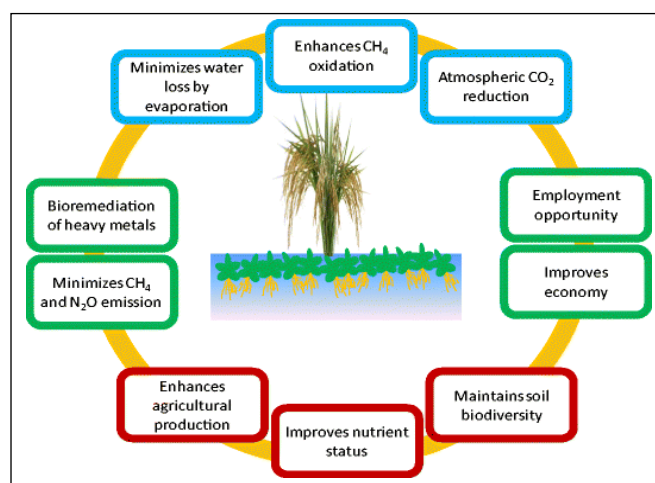 Enhances CH₄
oxidation
Minimizes water
loss by
evaporation
Atmospheric CO₂
reduction
Bioremediation
of heavy metals
Employment
opportunity
Minimizes CH₄
and N₂O emission
Improves
economy
Enhances
agricultural
production
Improves nutrient
status
Maintains soil
biodiversity